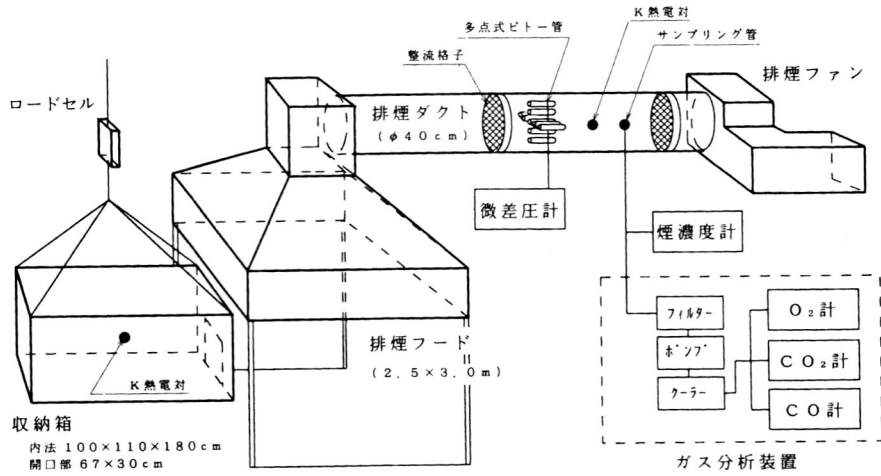 多点式ピトー管
K熱電対
サンプリング管
整流格子
排煙ファン
ロードセル
排煙ダクト
(φ40cm)
微差圧計
煙濃度計
フィルター
ポンプ
クーラー
O₂計
CO₂計
CO計
排煙フード
(2.5×3.0m)
K熱電対
収納箱
内法 100×110×180cm
開口部 67×30cm
ガス分析装置